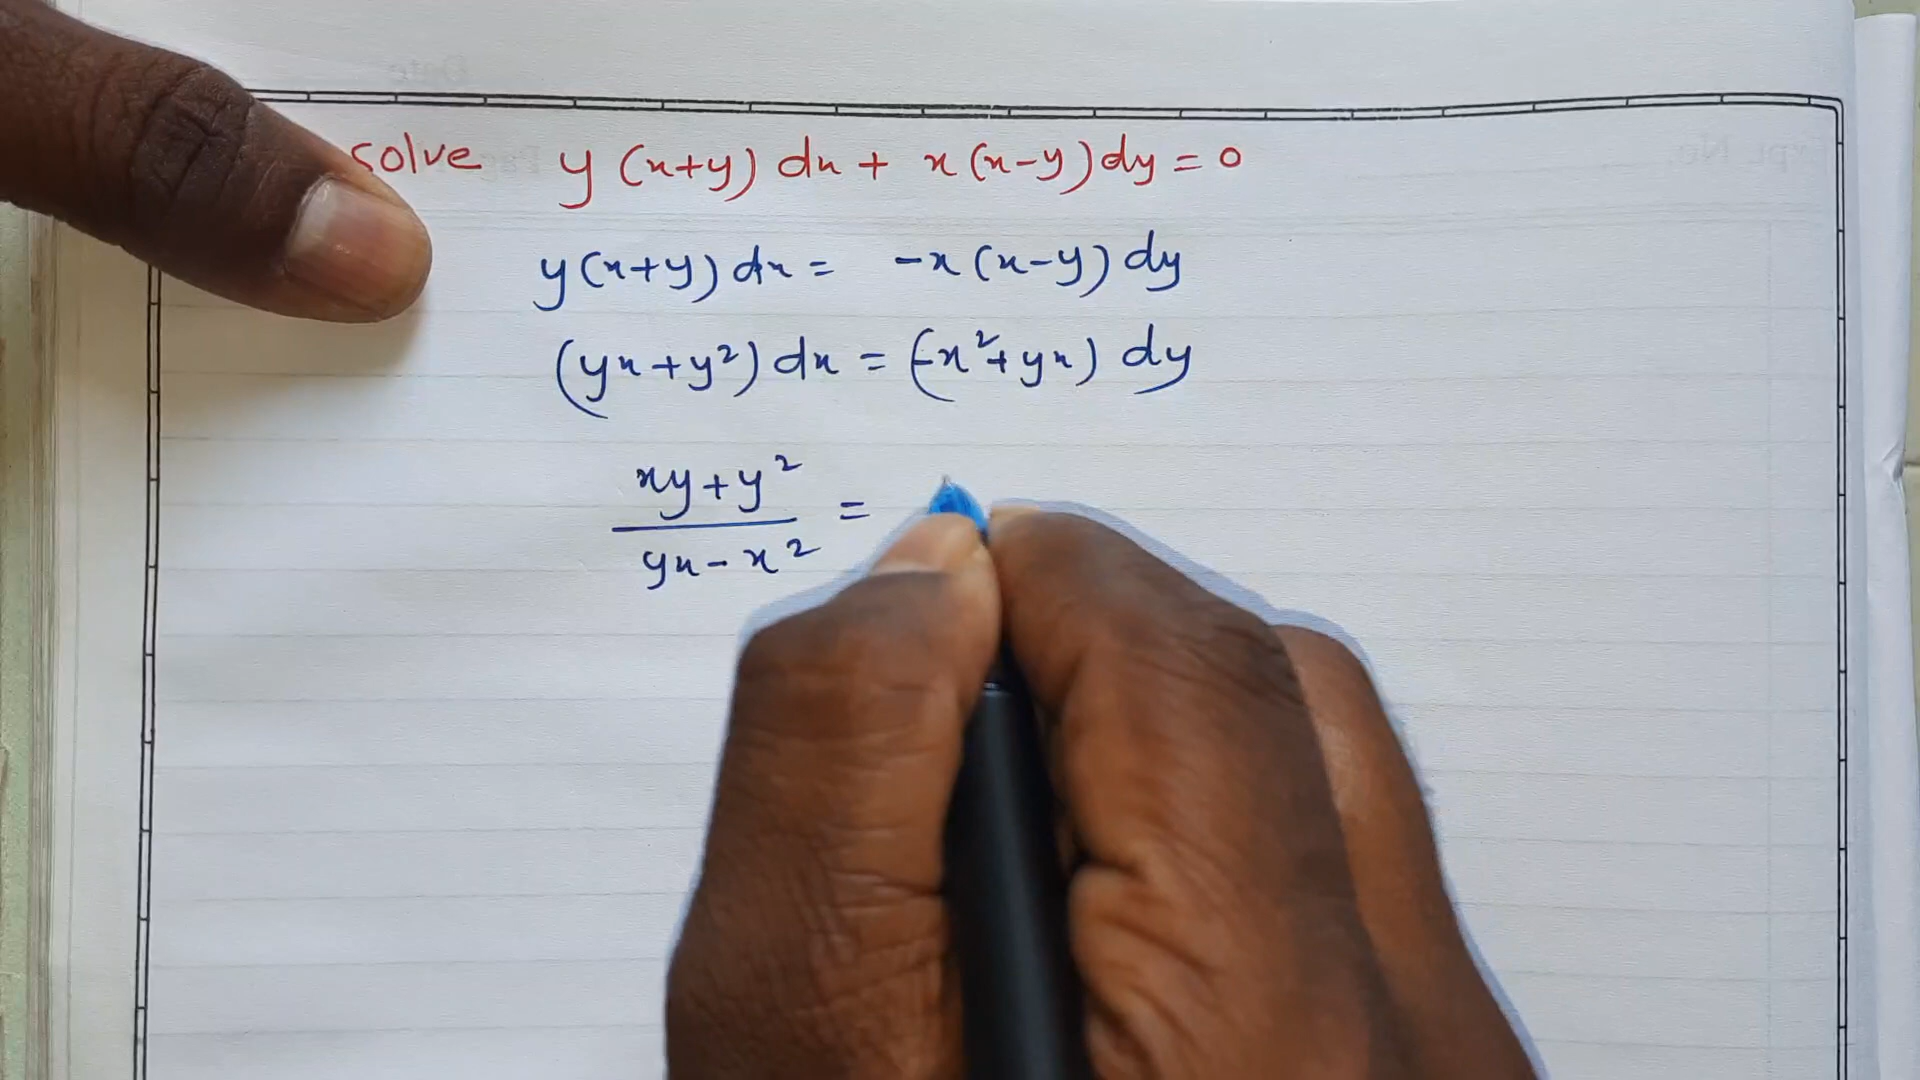 solve y (x+y) dx + x (x-y) dy = 0
y (x+y) dx = -x (x-y) dy
(yx + y²) dx = (-x² + yx) dy
xy + y²
=
yx - x²